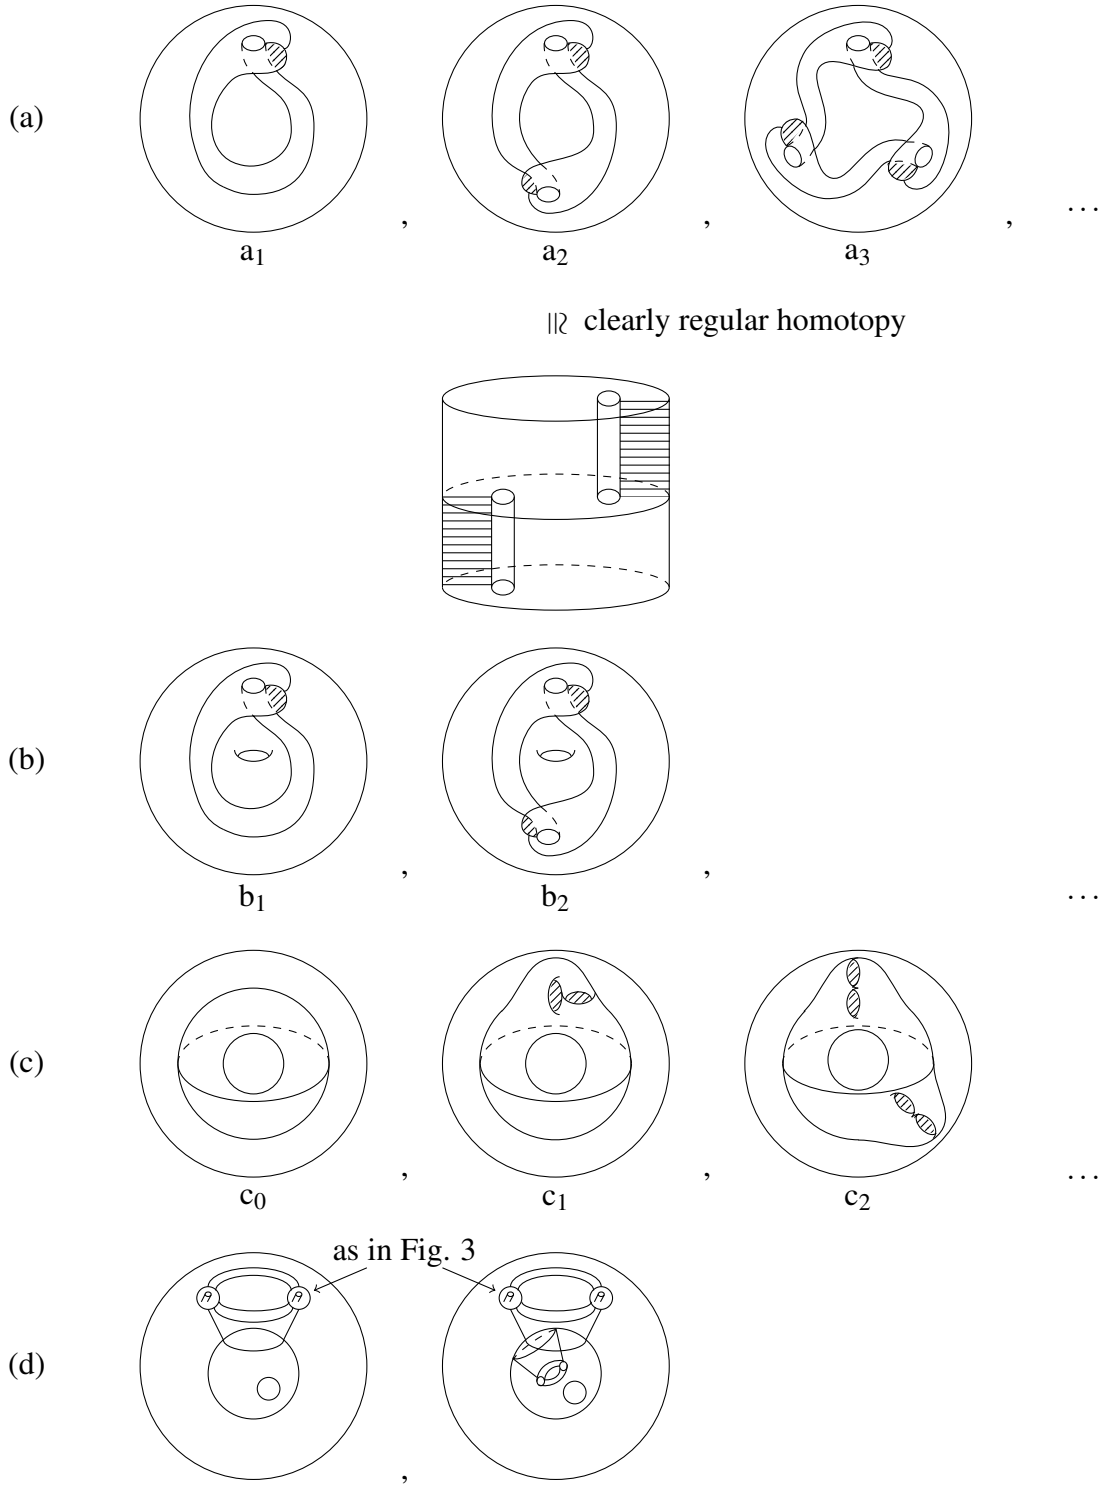 (a)
, , , ...
a₁ a₂ a₃
≅ clearly regular homotopy
(b)
, , ...
b₁ b₂
(c)
, , ...
c₀ c₁ c₂
as in Fig. 3
(d)
,